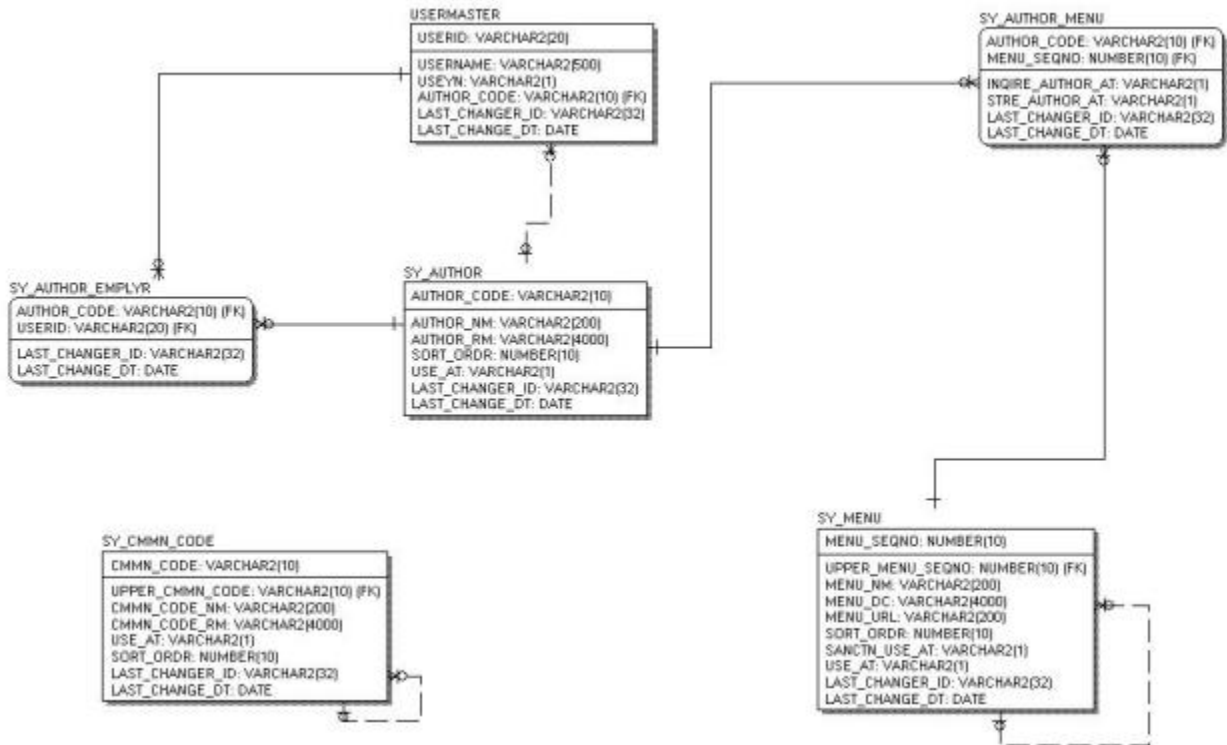 USERMASTER
USERID: VARCHAR2(20)
USERNAME: VARCHAR2(500)
USEYN: VARCHAR2(1)
AUTHOR_CODE: VARCHAR2(10) (FK)
LAST_CHANGER_ID: VARCHAR2(32)
LAST_CHANGE_DT: DATE
SY_AUTHOR_MENU
AUTHOR_CODE: VARCHAR2(10) (FK)
MENU_SEQNO: NUMBER(10) (FK)
INQIRE_AUTHOR_AT: VARCHAR2(1)
STRE_AUTHOR_AT: VARCHAR2(1)
LAST_CHANGER_ID: VARCHAR2(32)
LAST_CHANGE_DT: DATE
SY_AUTHOR_EMPLYR
AUTHOR_CODE: VARCHAR2(10) (FK)
USERID: VARCHAR2(20) (FK)
LAST_CHANGER_ID: VARCHAR2(32)
LAST_CHANGE_DT: DATE
SY_AUTHOR
AUTHOR_CODE: VARCHAR2(10)
AUTHOR_NM: VARCHAR2(200)
AUTHOR_RM: VARCHAR2(4000)
SORT_ORDR: NUMBER(10)
USE_AT: VARCHAR2(1)
LAST_CHANGER_ID: VARCHAR2(32)
LAST_CHANGE_DT: DATE
SY_CMMN_CODE
CMMN_CODE: VARCHAR2(10)
UPPER_CMMN_CODE: VARCHAR2(10) (FK)
CMMN_CODE_NM: VARCHAR2(200)
CMMN_CODE_RM: VARCHAR2(4000)
USE_AT: VARCHAR2(1)
SORT_ORDR: NUMBER(10)
LAST_CHANGER_ID: VARCHAR2(32)
LAST_CHANGE_DT: DATE
SY_MENU
MENU_SEQNO: NUMBER(10)
UPPER_MENU_SEQNO: NUMBER(10) (FK)
MENU_NM: VARCHAR2(200)
MENU_DC: VARCHAR2(4000)
MENU_URL: VARCHAR2(200)
SORT_ORDR: NUMBER(10)
SANCTN_USE_AT: VARCHAR2(1)
USE_AT: VARCHAR2(1)
LAST_CHANGER_ID: VARCHAR2(32)
LAST_CHANGE_DT: DATE